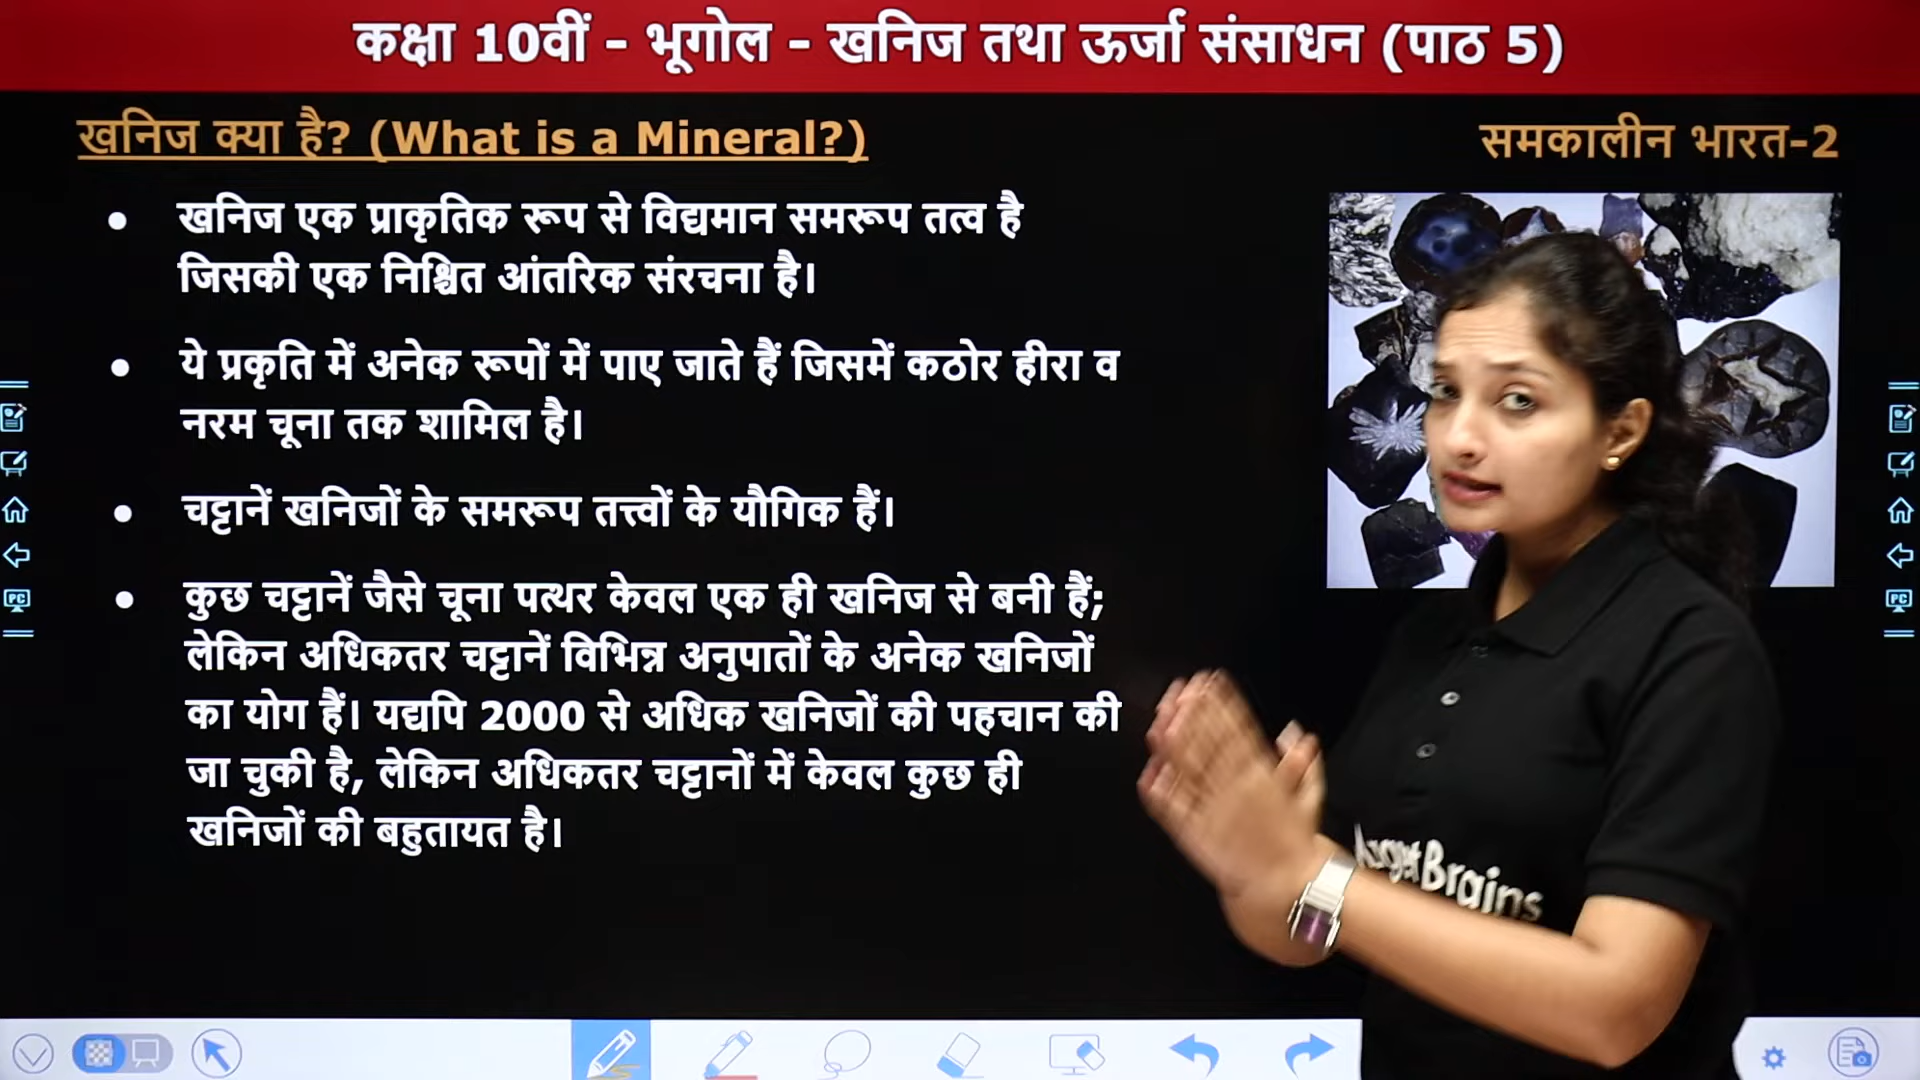 कक्षा 10वीं - भूगोल - खनिज तथा ऊर्जा संसाधन (पाठ 5)
खनिज क्या है? (What is a Mineral?)
समकालीन भारत-2
• खनिज एक प्राकृतिक रूप से विद्यमान समरूप तत्व है
जिसकी एक निश्चित आंतरिक संरचना है।
• ये प्रकृति में अनेक रूपों में पाए जाते हैं जिसमें कठोर हीरा व
नरम चूना तक शामिल है।
• चट्टानें खनिजों के समरूप तत्त्वों के यौगिक हैं।
• कुछ चट्टानें जैसे चूना पत्थर केवल एक ही खनिज से बनी हैं;
लेकिन अधिकतर चट्टानें विभिन्न अनुपातों के अनेक खनिजों
का योग हैं। यद्यपि 2000 से अधिक खनिजों की पहचान की
जा चुकी है, लेकिन अधिकतर चट्टानों में केवल कुछ ही
खनिजों की बहुतायत है।
PC
PC
Brains